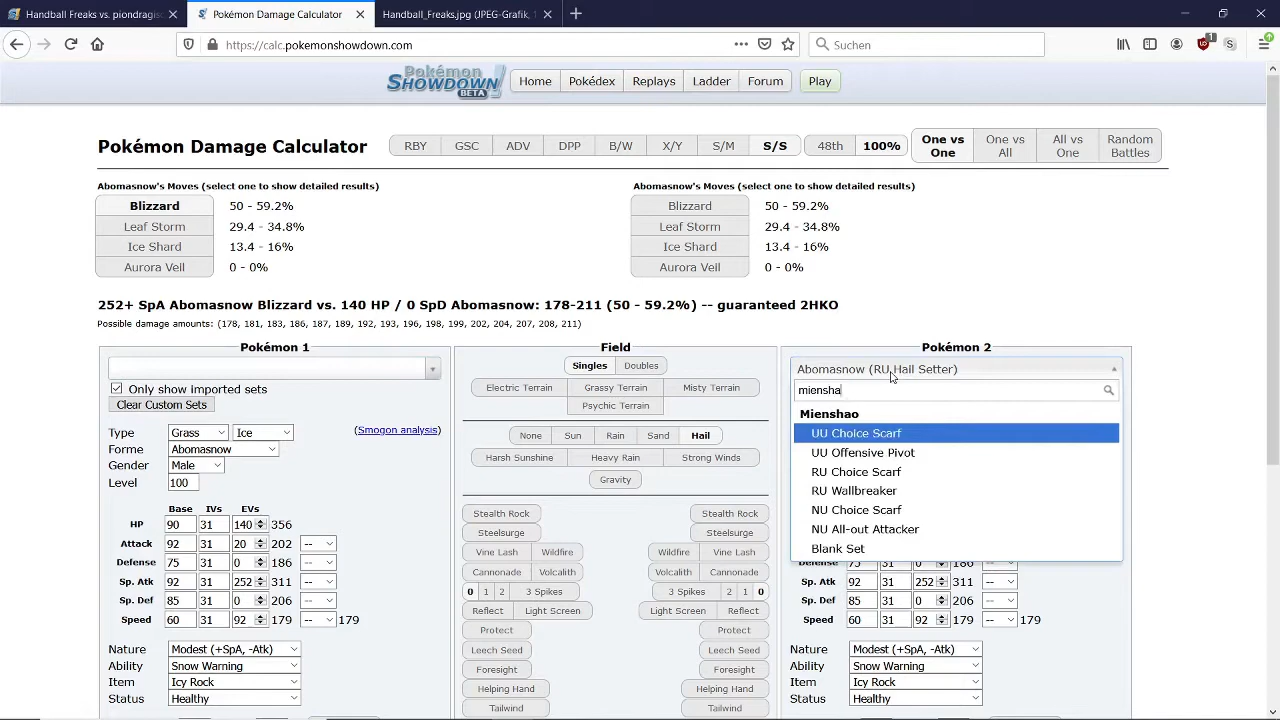 Handball Freaks vs. piondragis
Pokémon Damage Calculator
Handball_Freaks.jpg (JPEG-Grafik, 1
https://calc.pokemonshowdown.com
Suchen
1
Pokémon
SHOWDOWN!
BETA
Home
Pokédex
Replays
Ladder
Forum
Play
Pokémon Damage Calculator
RBY
GSC
ADV
DPP
B/W
X/Y
S/M
S/S
48th
100%
One vs One
One vs All
All vs One
Random Battles
Abomasnow's Moves (select one to show detailed results)
Blizzard 50 - 59.2%
Leaf Storm 29.4 - 34.8%
Ice Shard 13.4 - 16%
Aurora Veil 0 - 0%
Abomasnow's Moves (select one to show detailed results)
Blizzard 50 - 59.2%
Leaf Storm 29.4 - 34.8%
Ice Shard 13.4 - 16%
Aurora Veil 0 - 0%
252+ SpA Abomasnow Blizzard vs. 140 HP / 0 SpD Abomasnow: 178-211 (50 - 59.2%) -- guaranteed 2HKO
Possible damage amounts: (178, 181, 183, 186, 187, 189, 192, 193, 196, 198, 199, 202, 204, 207, 208, 211)
Pokémon 1
Only show imported sets
Clear Custom Sets
Type Grass Ice (Smogon analysis)
Forme Abomasnow
Gender Male
Level 100
Base IVs EVs
HP 90 31 140 356
Attack 92 31 20 202 --
Defense 75 31 0 186 --
Sp. Atk 92 31 252 311 --
Sp. Def 85 31 0 206 --
Speed 60 31 92 179 -- 179
Nature Modest (+SpA, -Atk)
Ability Snow Warning
Item Icy Rock
Status Healthy
Field
Singles Doubles
Electric Terrain Grassy Terrain Misty Terrain
Psychic Terrain
None Sun Rain Sand Hail
Harsh Sunshine Heavy Rain Strong Winds
Gravity
Stealth Rock Stealth Rock
Steelsurge Steelsurge
Vine Lash Wildfire Wildfire Vine Lash
Cannonade Volcalith Volcalith Cannonade
0 1 2 3 Spikes 3 Spikes 2 1 0
Reflect Light Screen Light Screen Reflect
Protect Protect
Leech Seed Leech Seed
Foresight Foresight
Helping Hand Helping Hand
Tailwind Tailwind
Pokémon 2
Abomasnow (RU Hail Setter)
miensha
Mienshao
UU Choice Scarf
UU Offensive Pivot
RU Choice Scarf
RU Wallbreaker
NU Choice Scarf
NU All-out Attacker
Blank Set
Defense 75 31 0 186 --
Sp. Atk 92 31 252 311 --
Sp. Def 85 31 0 206 --
Speed 60 31 92 179 -- 179
Nature Modest (+SpA, -Atk)
Ability Snow Warning
Item Icy Rock
Status Healthy